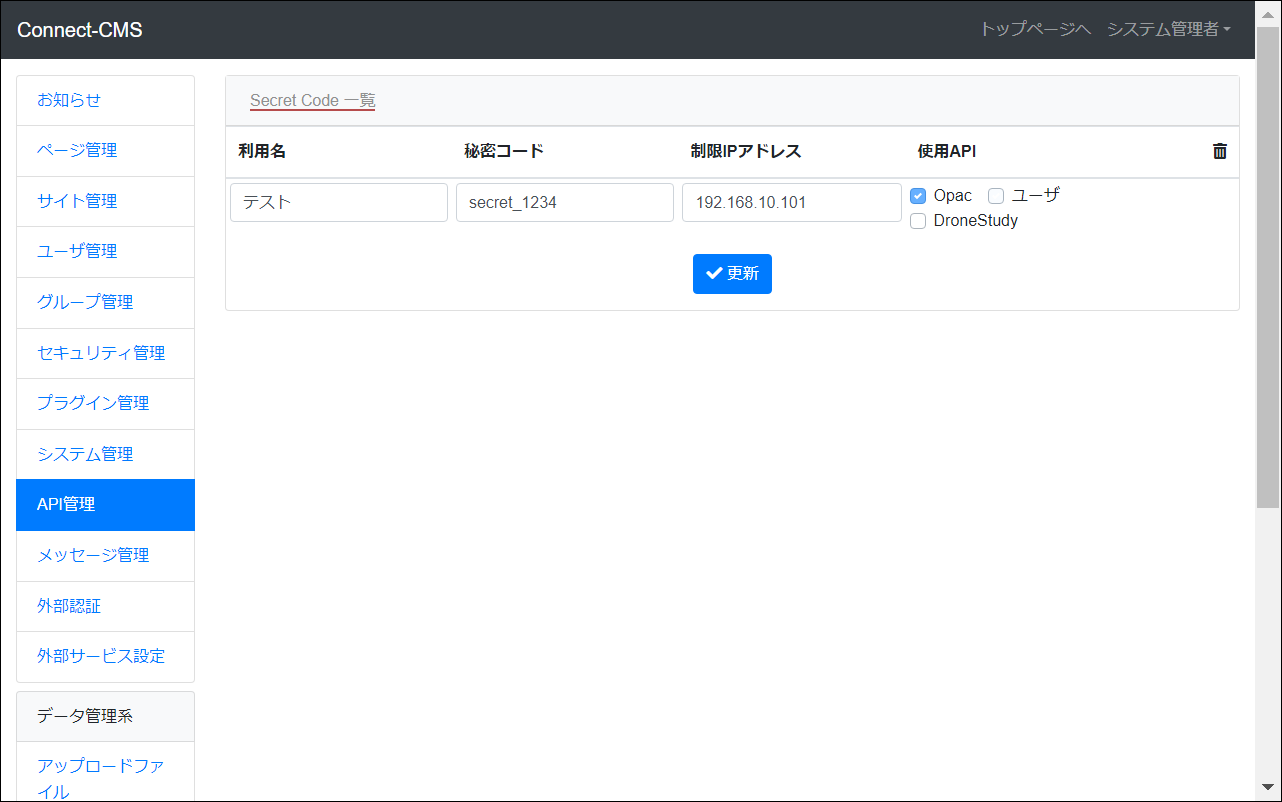 Connect-CMS
トップページへ システム管理者
お知らせ
ページ管理
サイト管理
ユーザ管理
グループ管理
セキュリティ管理
プラグイン管理
システム管理
API管理
メッセージ管理
外部認証
外部サービス設定
データ管理系
アップロードファ
イル
Secret Code 一覧
利用名 秘密コード 制限IPアドレス 使用API
テスト secret_1234 192.168.10.101 Opac ユーザ
DroneStudy
更新